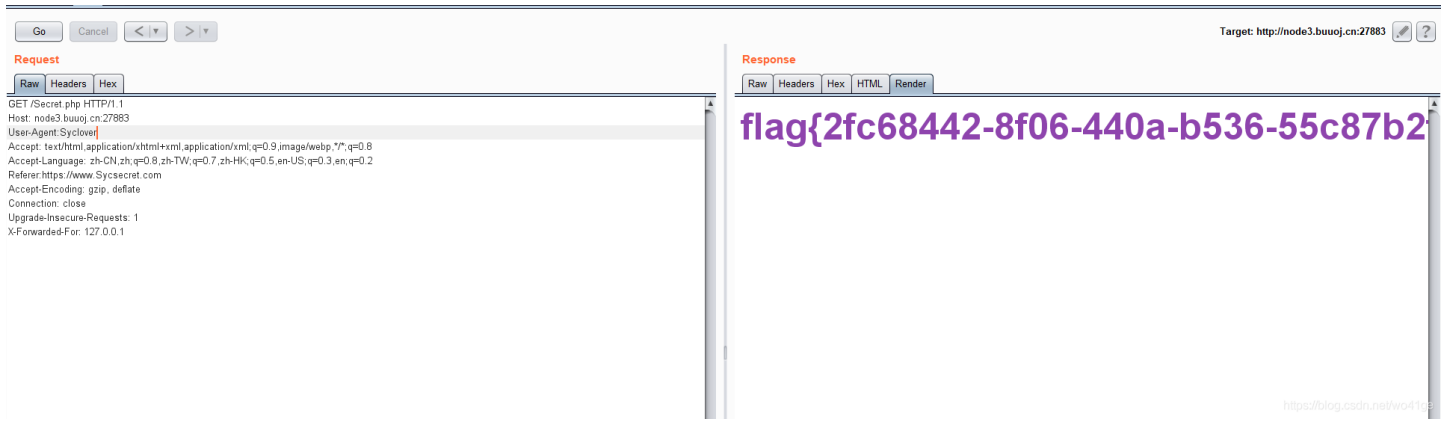 Go Cancel < >
Target: http://node3.buuoj.cn:27883 ?
Request
Raw Headers Hex
GET /Secret.php HTTP/1.1
Host: node3.buuoj.cn:27883
User-Agent:Syclover
Accept: text/html,application/xhtml+xml,application/xml;q=0.9,image/webp,*/*;q=0.8
Accept-Language: zh-CN,zh;q=0.8,zh-TW;q=0.7,zh-HK;q=0.5,en-US;q=0.3,en;q=0.2
Referer:https://www.Sycsecret.com
Accept-Encoding: gzip, deflate
Connection: close
Upgrade-Insecure-Requests: 1
X-Forwarded-For: 127.0.0.1
Response
Raw Headers Hex HTML Render
flag{2fc68442-8f06-440a-b536-55c87b2
https://blog.csdn.net/wo41ge